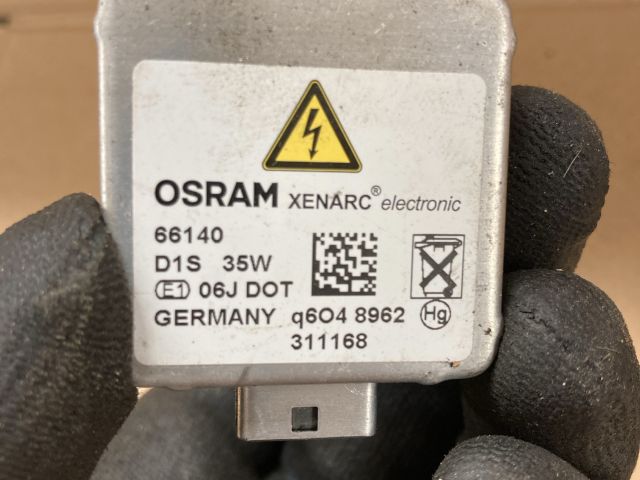 OSRAM XENARC® electronic
66140
D1S 35W
E1 06J DOT
GERMANY q6O4 8962
311168
Hg